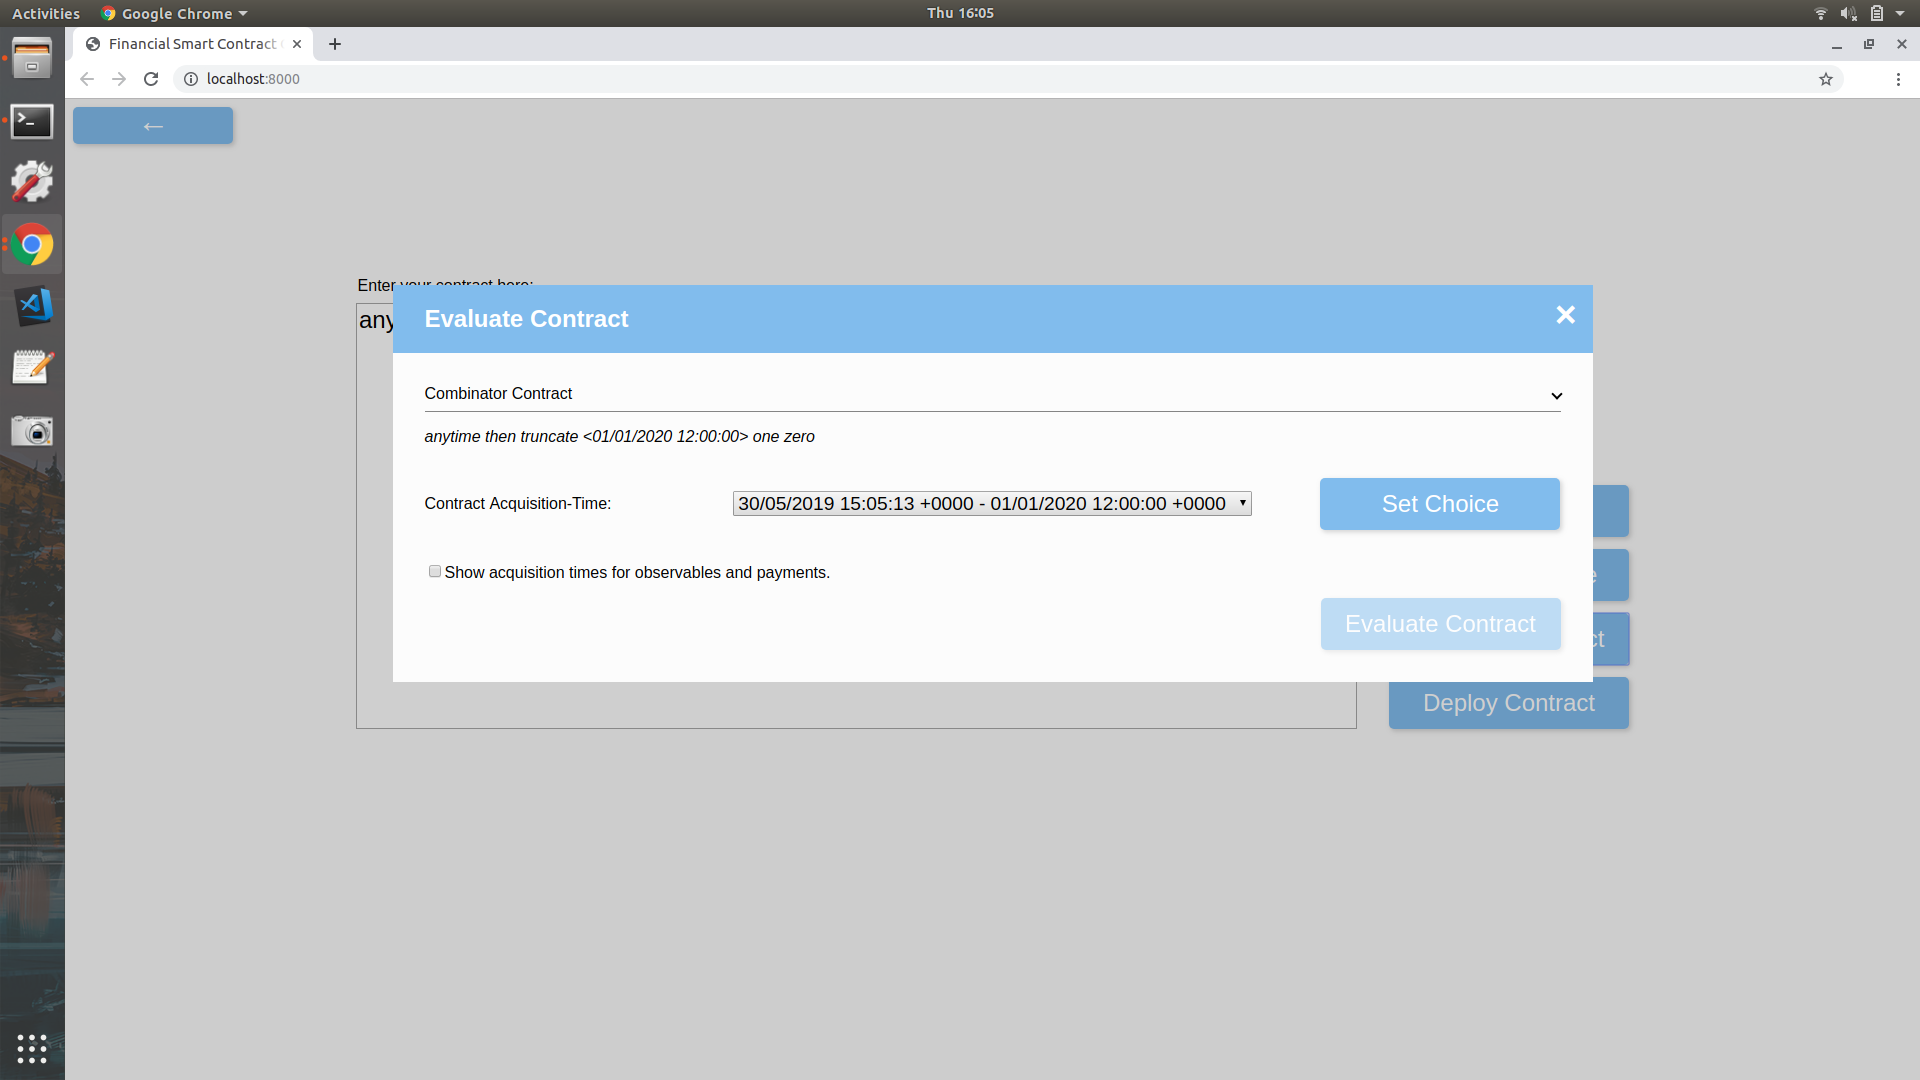 Activities
Google Chrome
Thu 16:05
Financial Smart Contract
localhost:8000
←
Enter your contract here:
any
Evaluate Contract
Combinator Contract
anytime then truncate <01/01/2020 12:00:00> one zero
Contract Acquisition-Time:
30/05/2019 15:05:13 +0000 - 01/01/2020 12:00:00 +0000
Set Choice
Show acquisition times for observables and payments.
Evaluate Contract
e
ct
Deploy Contract